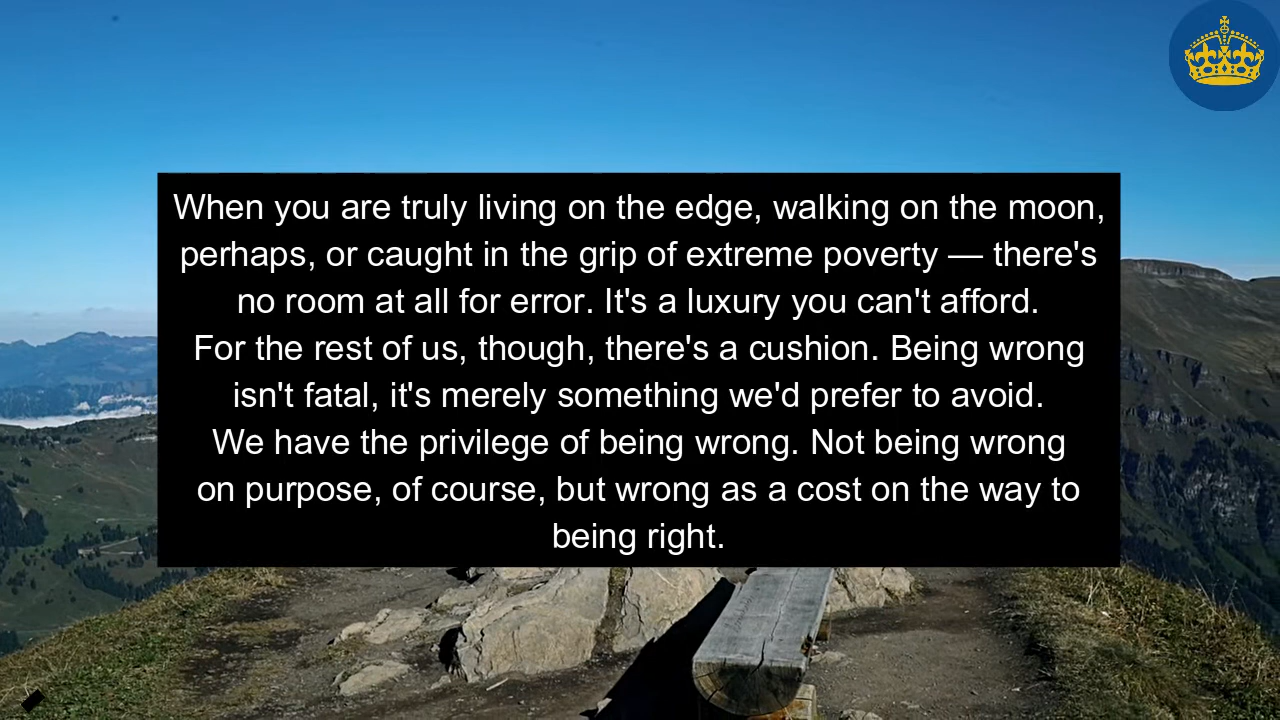 When you are truly living on the edge, walking on the moon,
perhaps, or caught in the grip of extreme poverty — there's
no room at all for error. It's a luxury you can't afford.
For the rest of us, though, there's a cushion. Being wrong
isn't fatal, it's merely something we'd prefer to avoid.
We have the privilege of being wrong. Not being wrong
on purpose, of course, but wrong as a cost on the way to
being right.